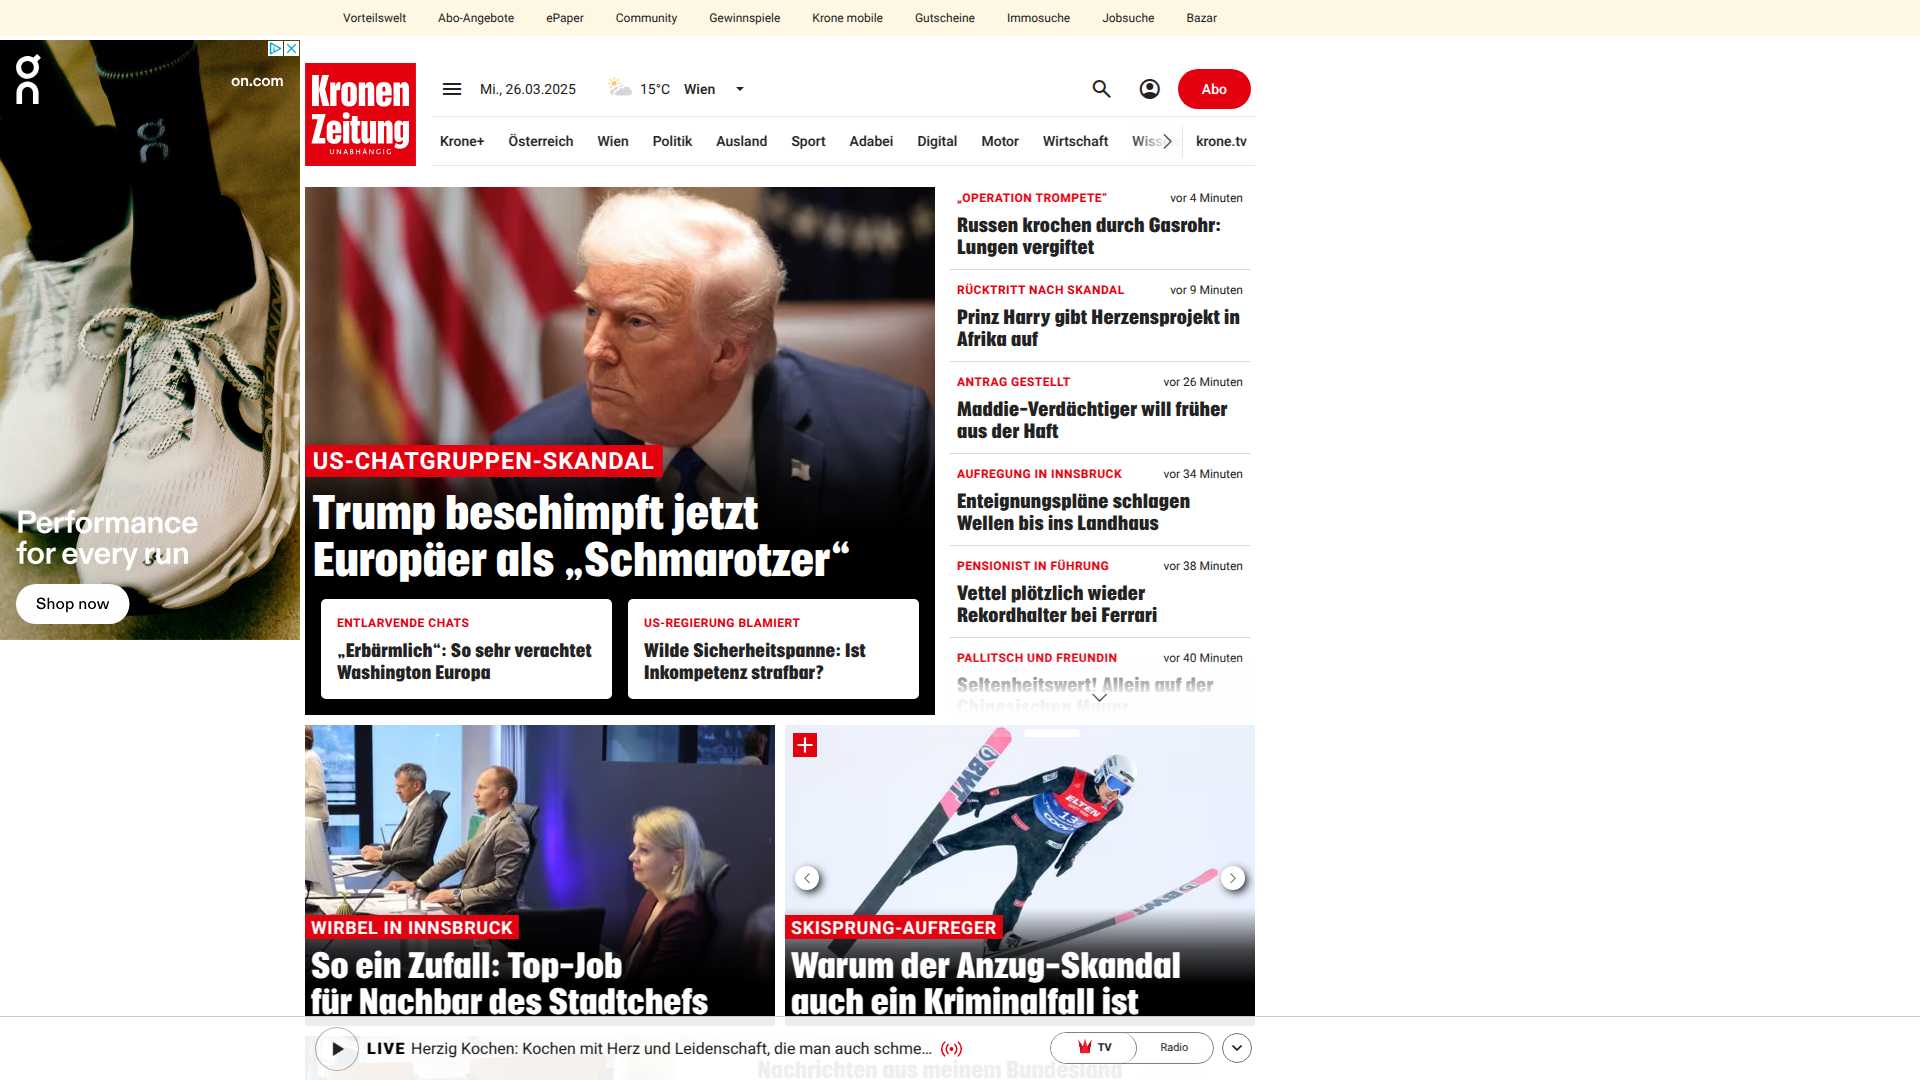 Vorteilswelt Abo-Angebote ePaper Community Gewinnspiele Krone mobile Gutscheine Immosuche Jobsuche Bazar
on.com
Performance
for every run
Shop now
Kronen
Zeitung
UNABHÄNGIG
Mi., 26.03.2025 15°C Wien
Abo
Krone+ Österreich Wien Politik Ausland Sport Adabei Digital Motor Wirtschaft Wiss krone.tv
US-CHATGRUPPEN-SKANDAL
Trump beschimpft jetzt
Europäer als „Schmarotzer“
ENTLARVENDE CHATS
„Erbärmlich“: So sehr verachtet
Washington Europa
US-REGIERUNG BLAMIERT
Wilde Sicherheitspanne: Ist
Inkompetenz strafbar?
„OPERATION TROMPETE“ vor 4 Minuten
Russen krochen durch Gasrohr:
Lungen vergiftet
RÜCKTRITT NACH SKANDAL vor 9 Minuten
Prinz Harry gibt Herzensprojekt in
Afrika auf
ANTRAG GESTELLT vor 26 Minuten
Maddie-Verdächtiger will früher
aus der Haft
AUFREGUNG IN INNSBRUCK vor 34 Minuten
Enteignungspläne schlagen
Wellen bis ins Landhaus
PENSIONIST IN FÜHRUNG vor 38 Minuten
Vettel plötzlich wieder
Rekordhalter bei Ferrari
PALLITSCH UND FREUNDIN vor 40 Minuten
Seltenheitswert! Allein auf der
Chinesischen Mauer
WIRBEL IN INNSBRUCK
So ein Zufall: Top-Job
für Nachbar des Stadtchefs
BWT
ELTEN
SKISPRUNG-AUFREGER
Warum der Anzug-Skandal
auch ein Kriminalfall ist
LIVE Herzig Kochen: Kochen mit Herz und Leidenschaft, die man auch schme...
TV Radio
Nachrichten aus meinem Bundesland